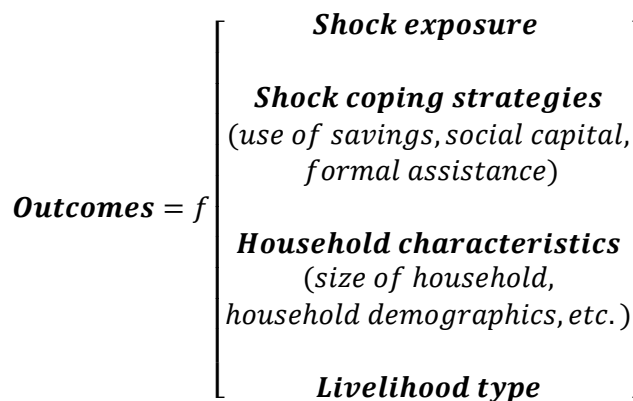 Shock exposure
Shock coping strategies
(use of savings, social capital,
formal assistance)
Outcomes = f
Household characteristics
(size of household,
household demographics, etc.)
Livelihood type